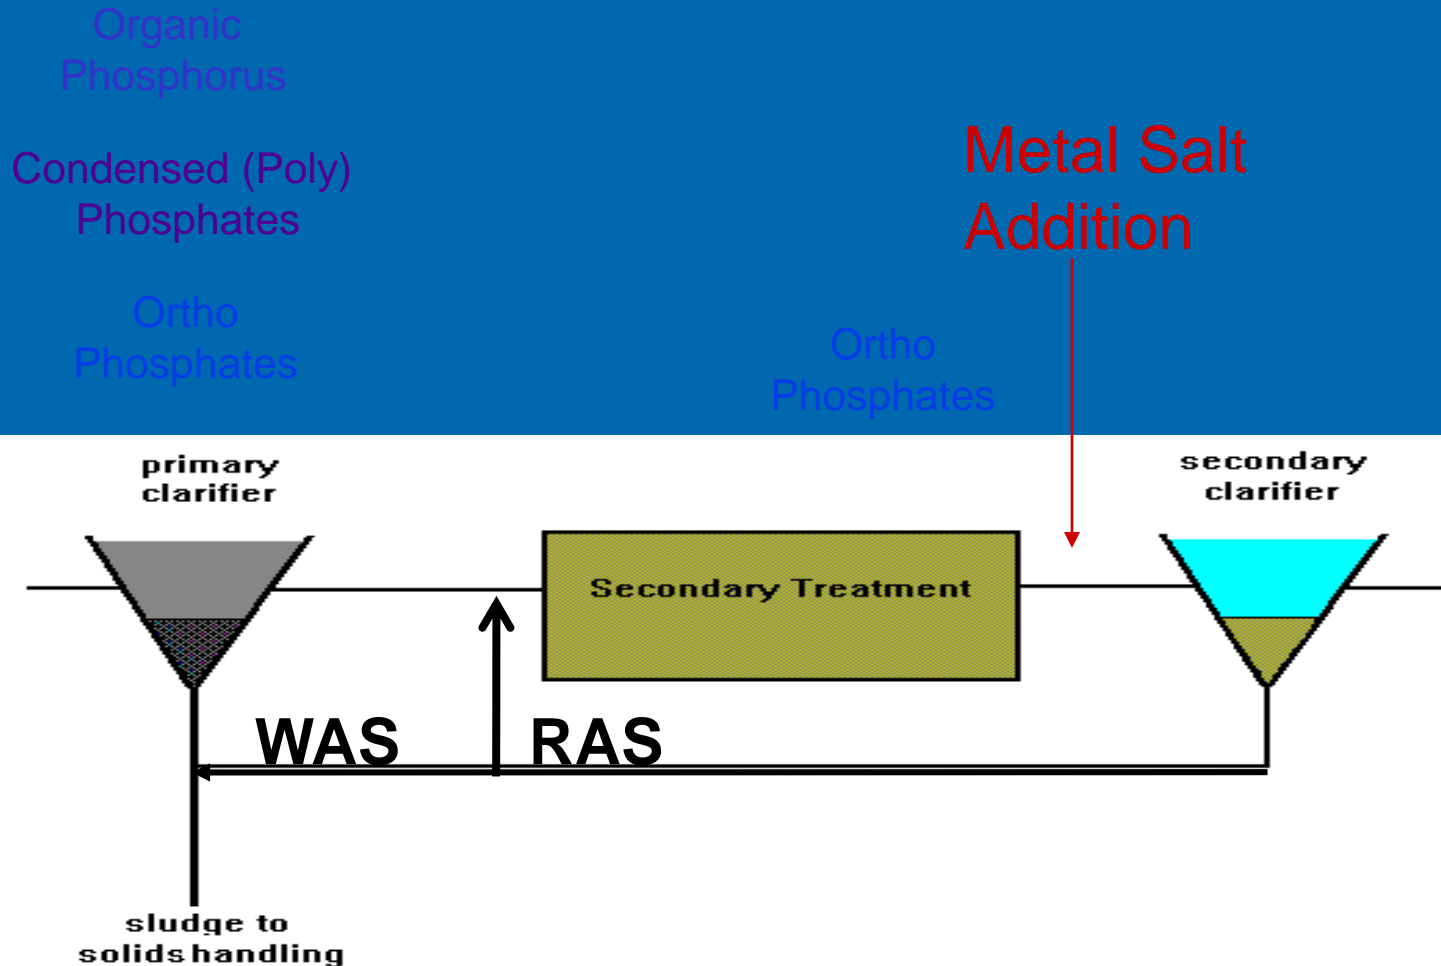 Organic
Phosphorus
Condensed (Poly)
Phosphates
Ortho
Phosphates
Metal Salt
Addition
Ortho
Phosphates
primary
clarifier
secondary
clarifier
Secondary Treatment
WAS
RAS
sludge to
solids handling